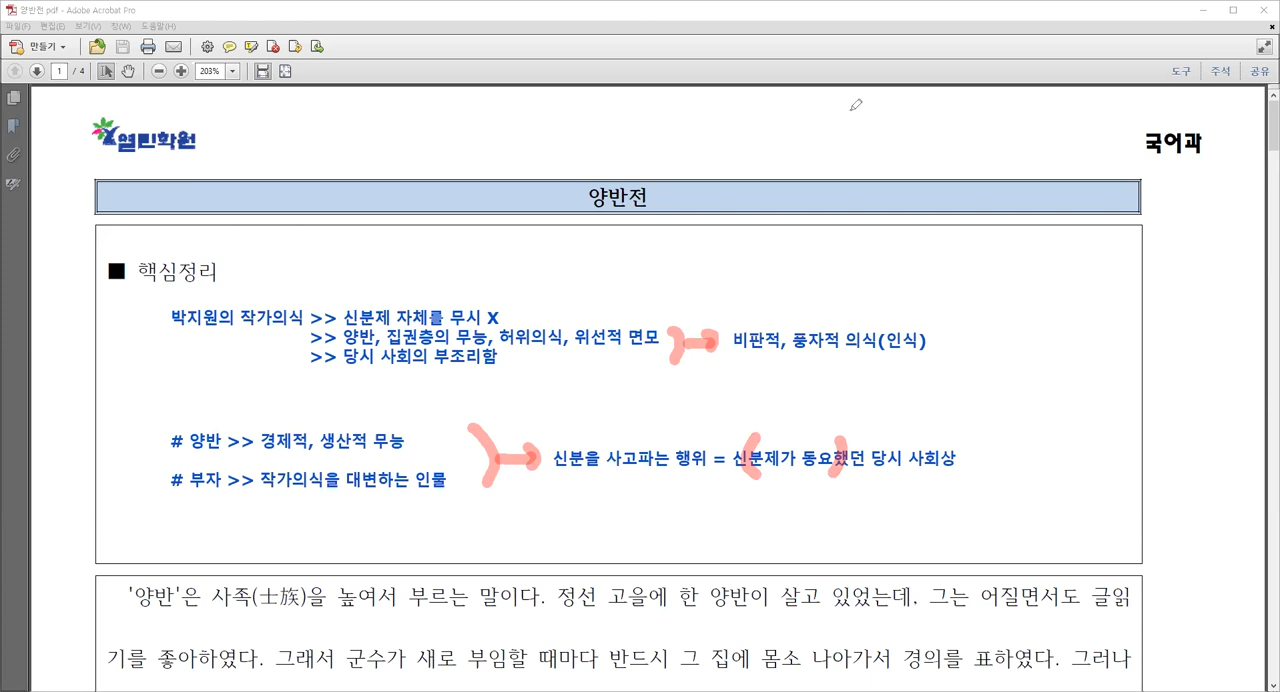 양반전.pdf - Adobe Acrobat Pro
파일(F) 편집(E) 보기(V) 창(W) 도움말(H)
만들기
1 / 4 203% 도구 주석 공유
열린학원
국어과
양반전
■ 핵심정리
박지원의 작가의식 >> 신분제 자체를 무시 X
>> 양반, 집권층의 무능, 허위의식, 위선적 면모
비판적, 풍자적 의식(인식)
>> 당시 사회의 부조리함
# 양반 >> 경제적, 생산적 무능
신분을 사고파는 행위 = 신분제가 동요했던 당시 사회상
# 부자 >> 작가의식을 대변하는 인물
'양반'은 사족(士族)을 높여서 부르는 말이다. 정선 고을에 한 양반이 살고 있었는데, 그는 어질면서도 글읽
기를 좋아하였다. 그래서 군수가 새로 부임할 때마다 반드시 그 집에 몸소 나아가서 경의를 표하였다. 그러나